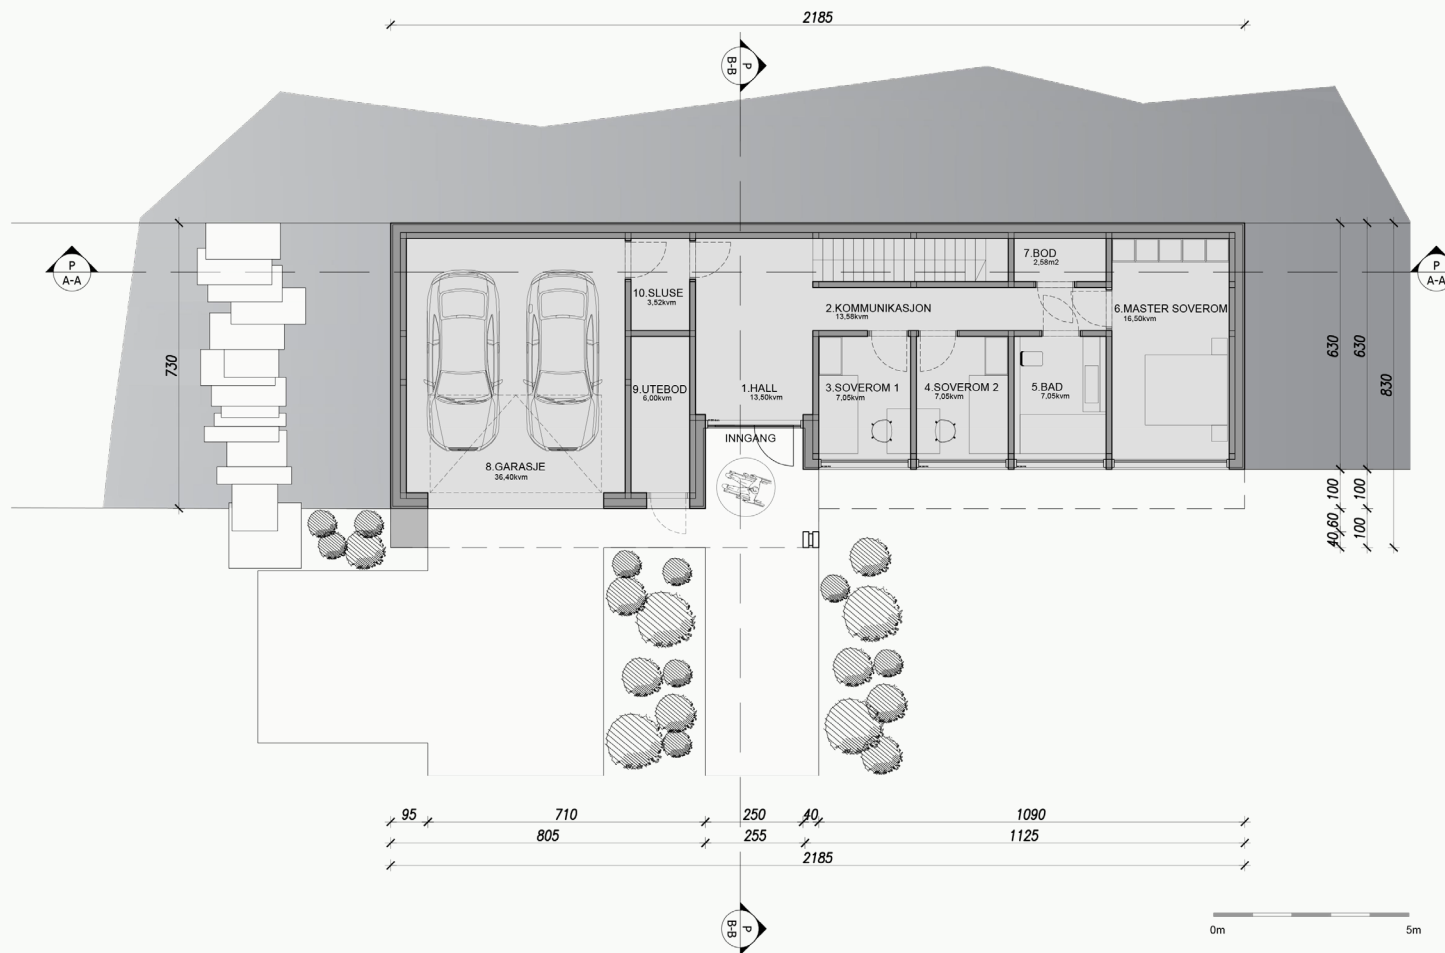 2185
P
B-B
P
A-A
P
A-A
7.BOD
2,58m2
10.SLUSE
3,52kvm
2.KOMMUNIKASJON
13,58kvm
6.MASTER SOVEROM
16,50kvm
730
630
630
830
9.UTEBOD
6,00kvm
1.HALL
13,50kvm
3.SOVEROM 1
7,05kvm
4.SOVEROM 2
7,05kvm
5.BAD
7,05kvm
INNGANG
8.GARASJE
36,40kvm
100
100
40,60
100
95
710
250
40
1090
805
255
1125
2185
P
B-B
0m
5m